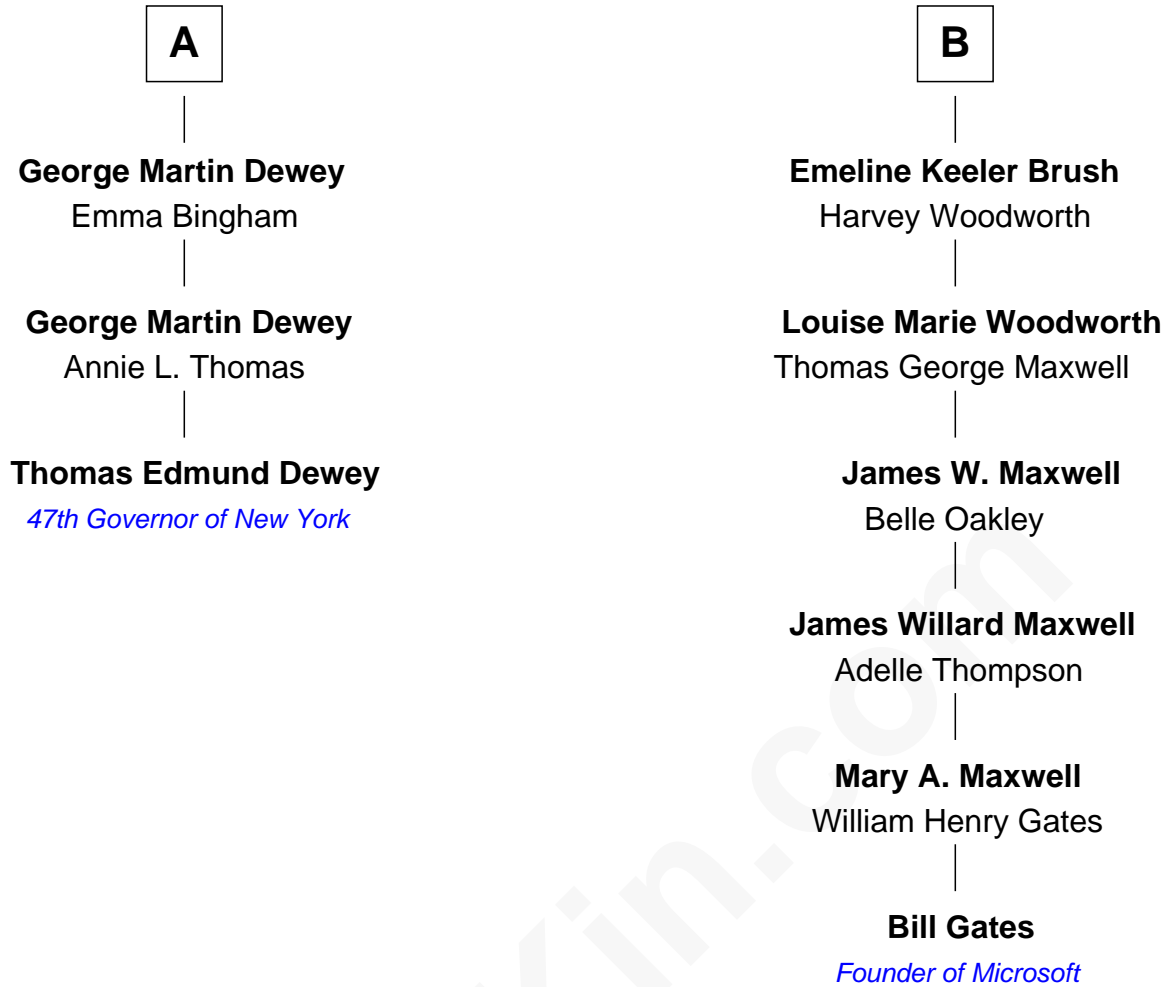 A
George Martin Dewey
Emma Bingham
George Martin Dewey
Annie L. Thomas
Thomas Edmund Dewey
47th Governor of New York
B
Emeline Keeler Brush
Harvey Woodworth
Louise Marie Woodworth
Thomas George Maxwell
James W. Maxwell
Belle Oakley
James Willard Maxwell
Adelle Thompson
Mary A. Maxwell
William Henry Gates
Bill Gates
Founder of Microsoft